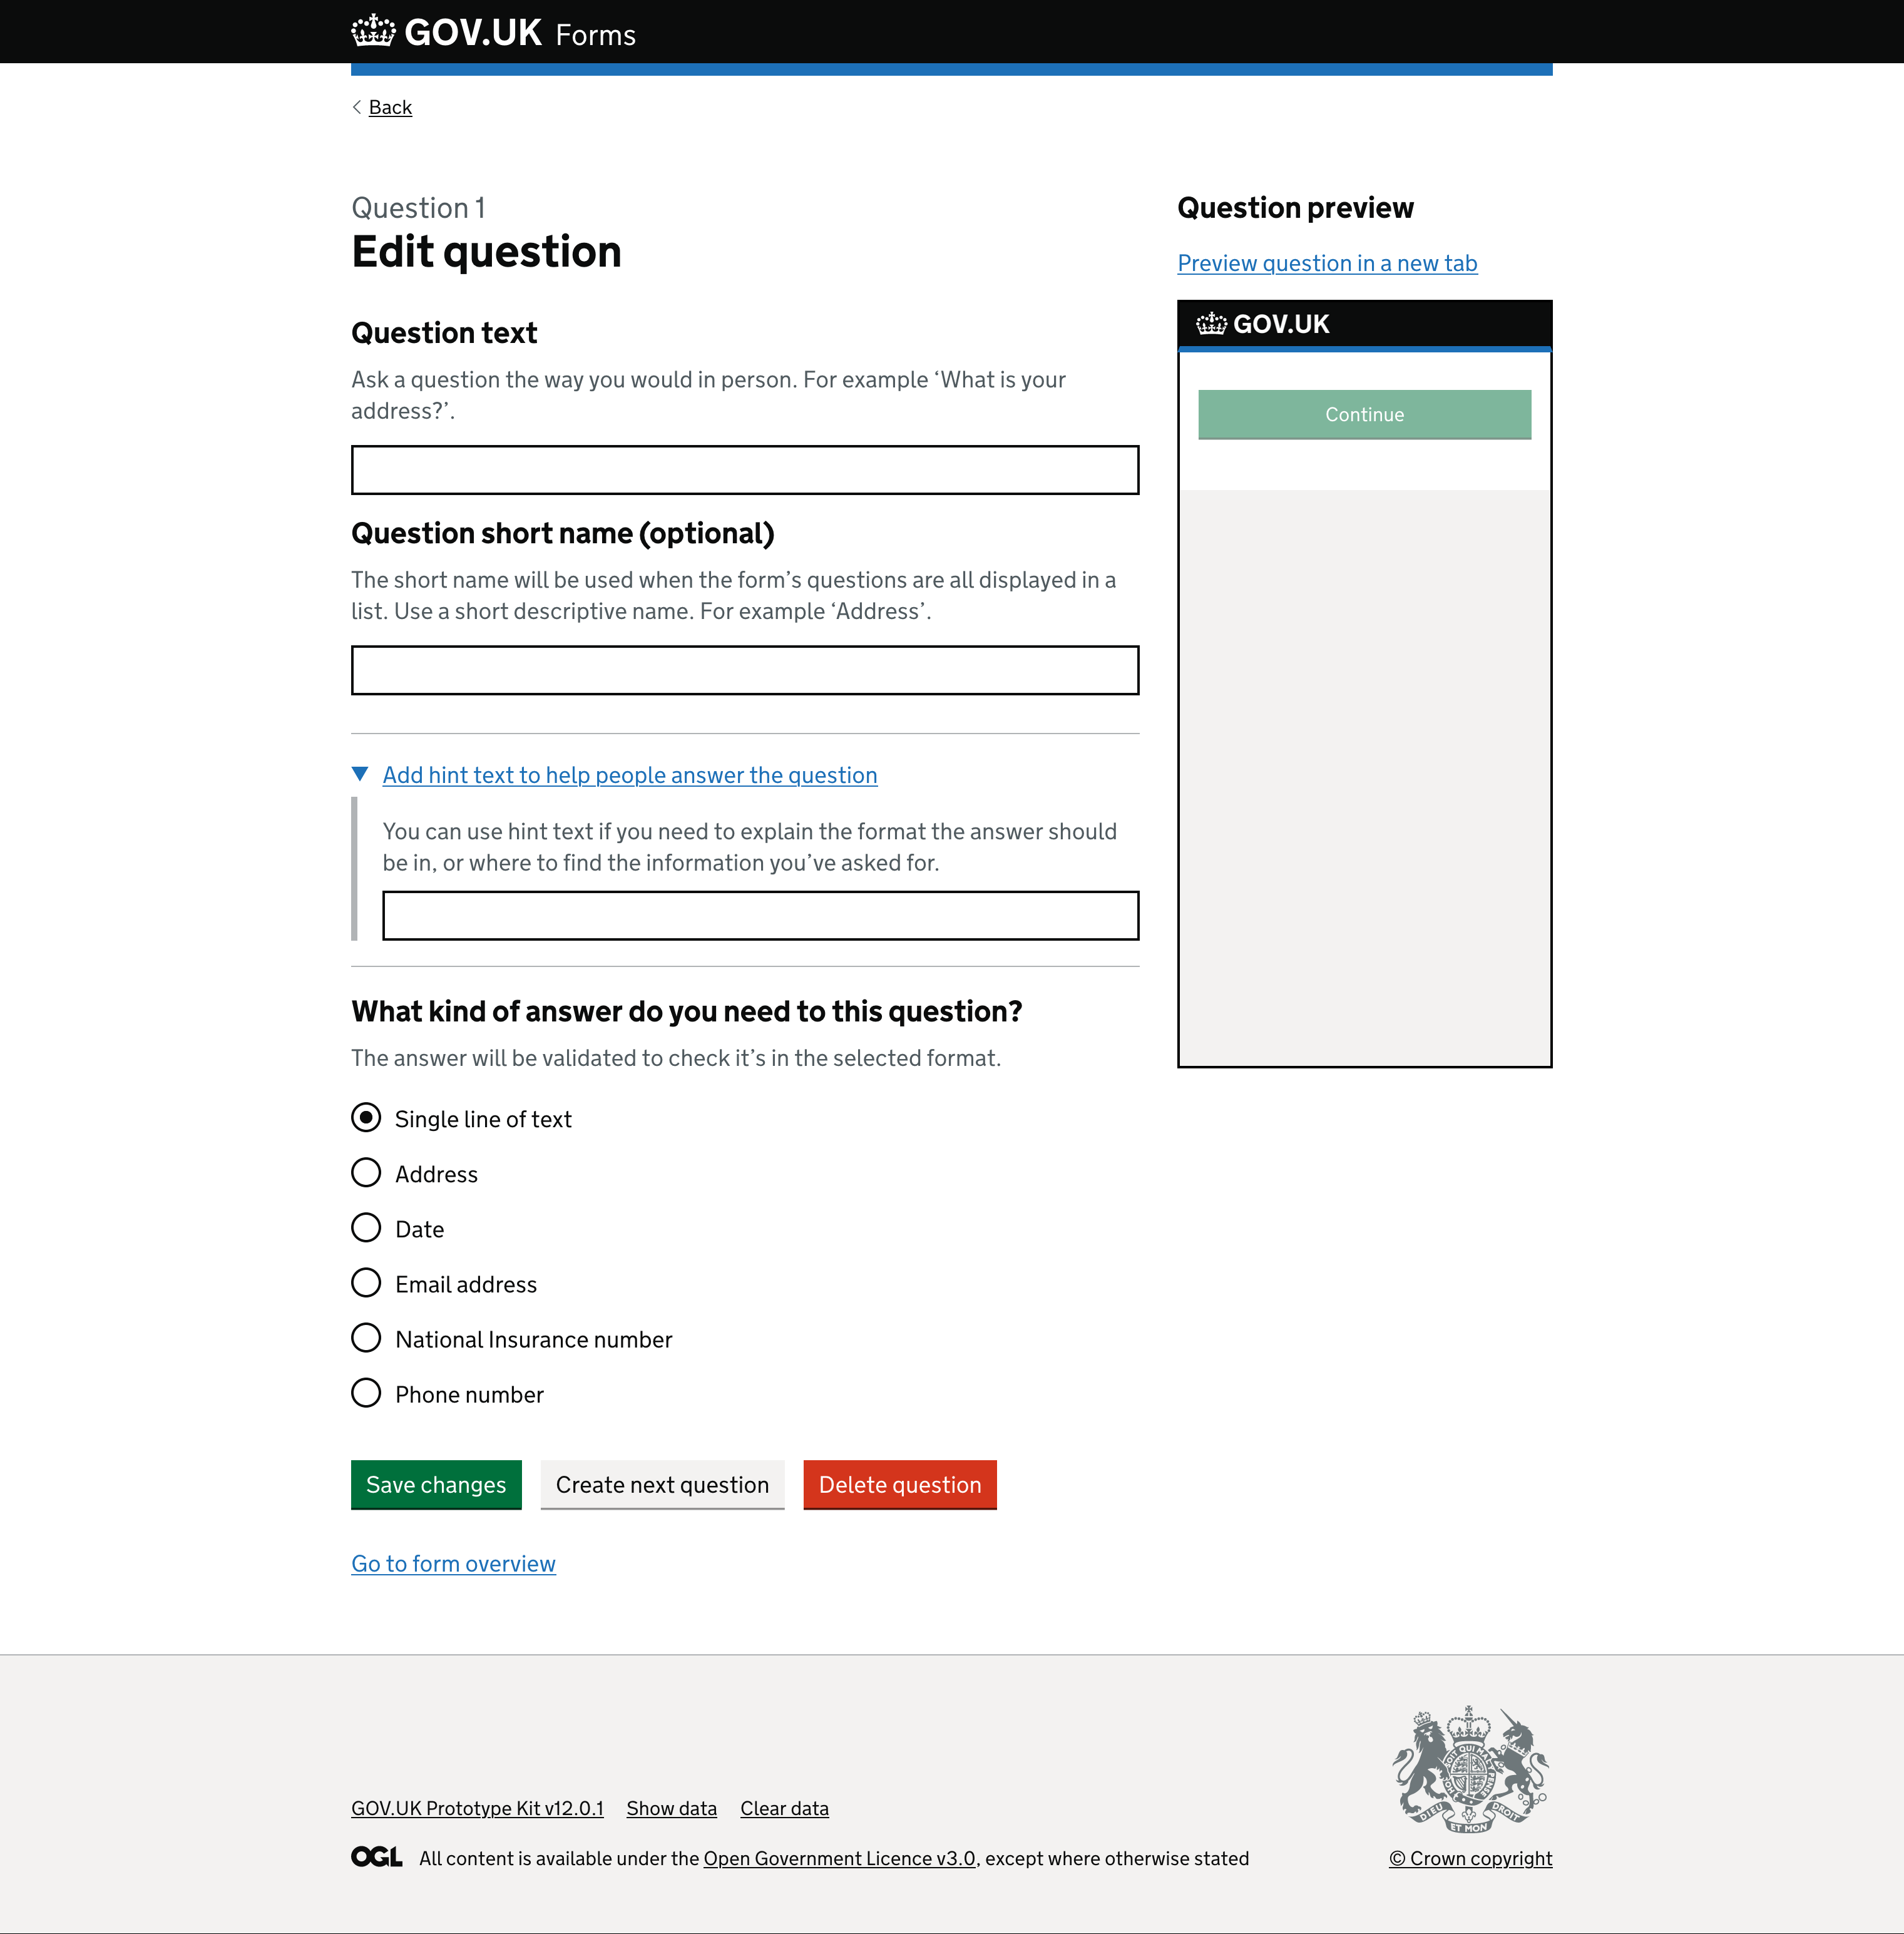 GOV.UK Forms
Back
Question 1
Edit question
Question text
Ask a question the way you would in person. For example ‘What is your
address?’.
Question short name (optional)
The short name will be used when the form’s questions are all displayed in a
list. Use a short descriptive name. For example ‘Address’.
Add hint text to help people answer the question
You can use hint text if you need to explain the format the answer should
be in, or where to find the information you’ve asked for.
What kind of answer do you need to this question?
The answer will be validated to check it’s in the selected format.
Single line of text
Address
Date
Email address
National Insurance number
Phone number
Save changes
Create next question
Delete question
Go to form overview
Question preview
Preview question in a new tab
GOV.UK
Continue
GOV.UK Prototype Kit v12.0.1 Show data Clear data
OGL All content is available under the Open Government Licence v3.0, except where otherwise stated
DIEU ET MON DROIT
© Crown copyright